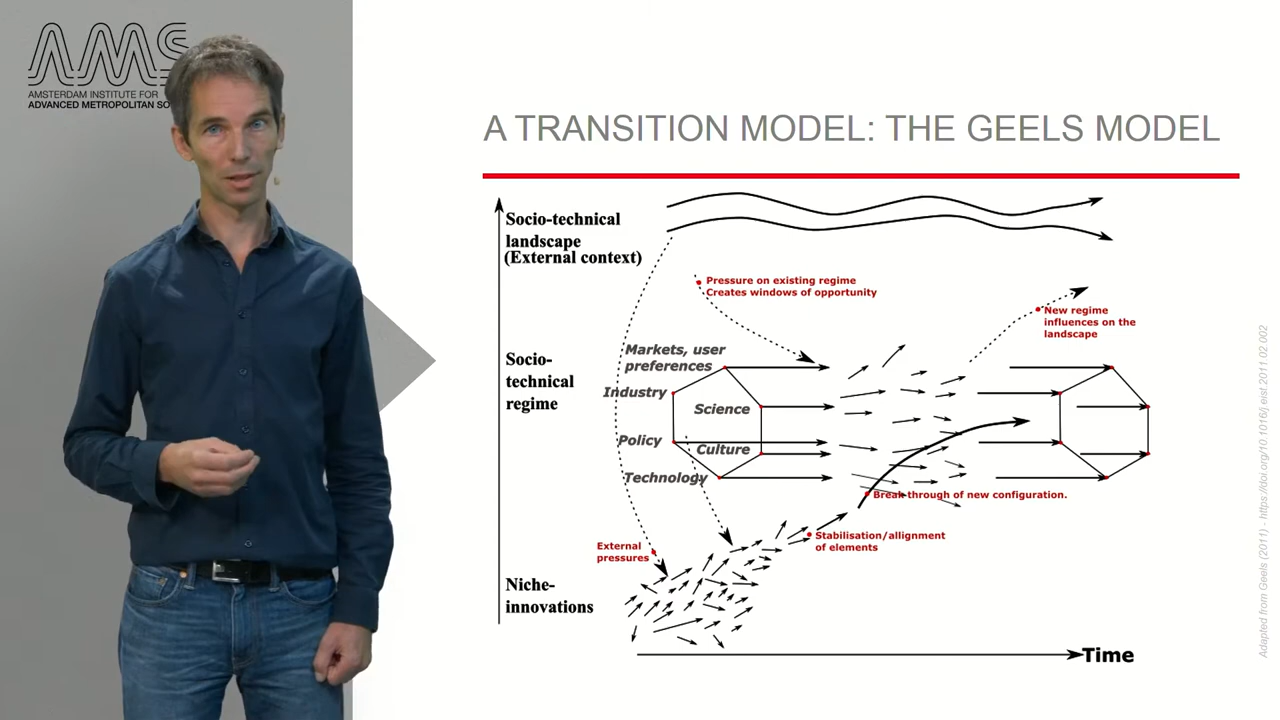 AMS
AMSTERDAM INSTITUTE FOR
ADVANCED METROPOLITAN SO
A TRANSITION MODEL: THE GEELS MODEL
Socio-technical
landscape
(External context)
Pressure on existing regime
Creates windows of opportunity
New regime
influences on the
landscape
Socio-
technical
regime
Markets, user
preferences
Industry
Science
Policy
Culture
Technology
Break-through of new configuration.
Stabilisation/allignment
of elements
External
pressures
Niche-
innovations
Time
Adapted from Geels (2011) - https://doi.org/10.1016/j.eist.2011.02.002